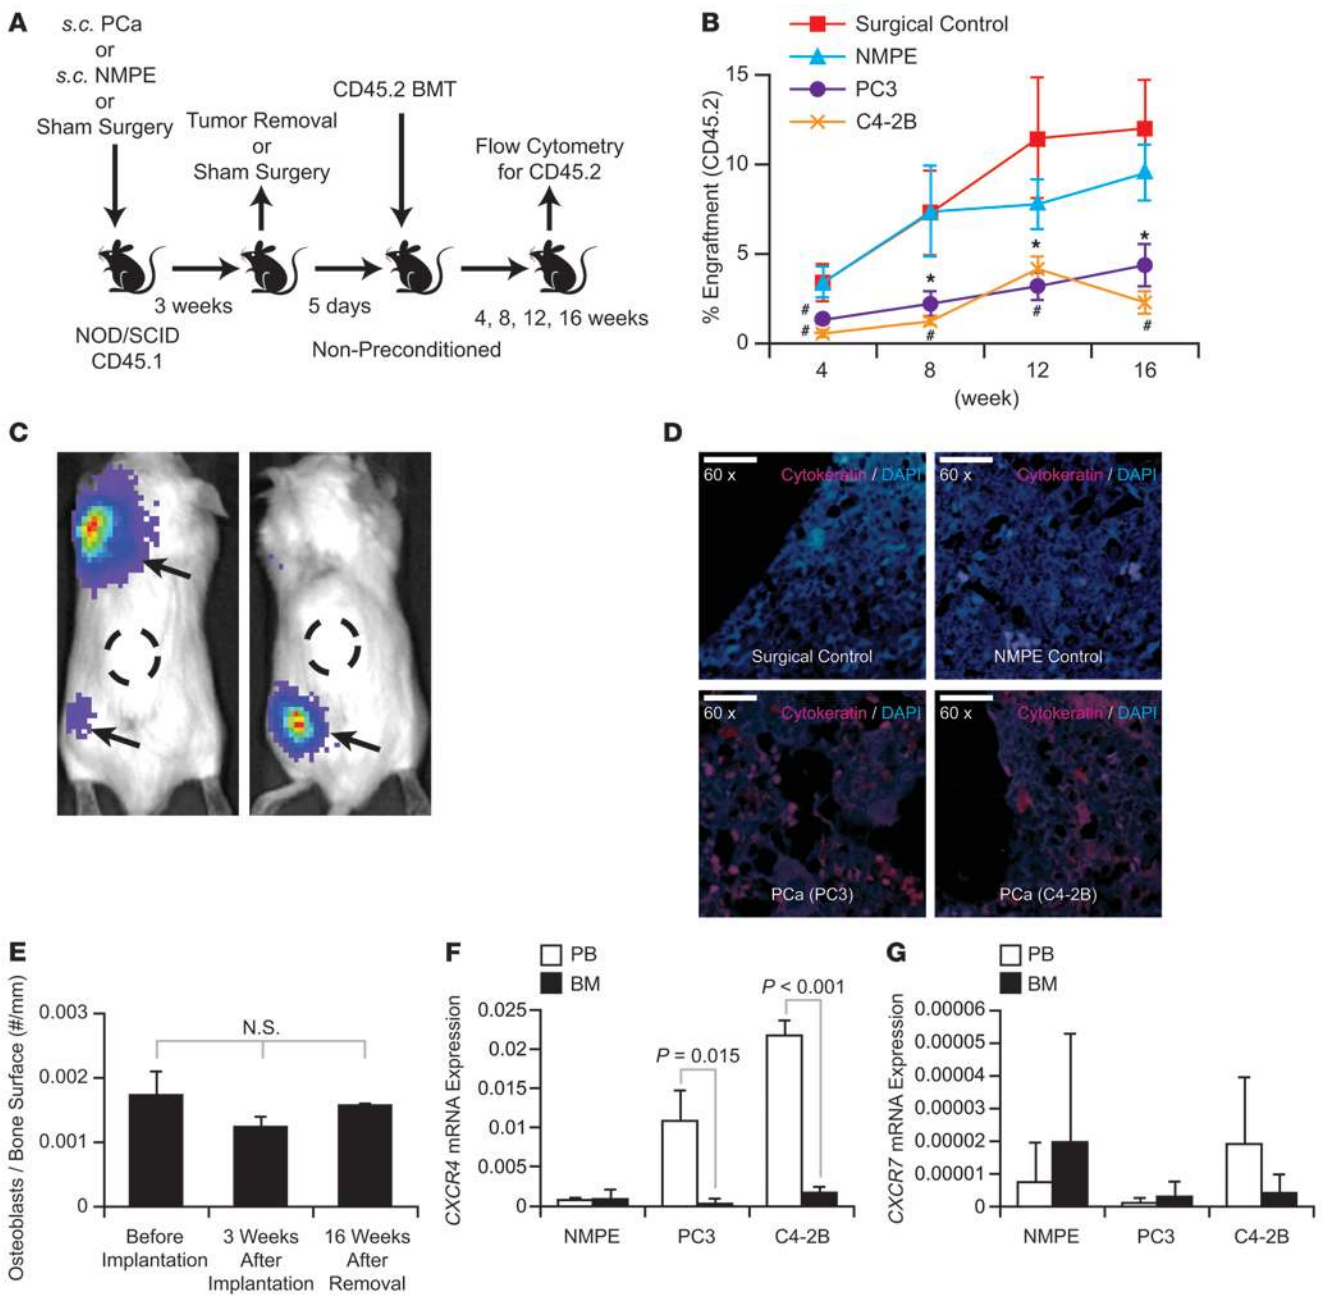 A
s.c. PCa
or
s.c. NMPE
or
Sham Surgery
Tumor Removal
or
Sham Surgery
CD45.2 BMT
Flow Cytometry
for CD45.2
3 weeks
5 days
4, 8, 12, 16 weeks
NOD/SCID
CD45.1
Non-Preconditioned
B
Surgical Control
NMPE
PC3
C4-2B
% Engraftment (CD45.2)
15
10
5
0
*
*
*
#
#
#
#
#
4 8 12 16
(week)
C
D
60 x
Cytokeratin / DAPI
Surgical Control
60 x
Cytokeratin / DAPI
NMPE Control
60 x
Cytokeratin / DAPI
PCa (PC3)
60 x
Cytokeratin / DAPI
PCa (C4-2B)
E
Osteoblasts / Bone Surface (#/mm)
0.003
0.002
0.001
0
N.S.
Before
Implantation
3 Weeks
After
Implantation
16 Weeks
After
Removal
F
PB
BM
CXCR4 mRNA Expression
0.025
0.02
0.015
0.01
0.005
0
P = 0.015
P < 0.001
NMPE PC3 C4-2B
G
PB
BM
CXCR7 mRNA Expression
0.00006
0.00005
0.00004
0.00003
0.00002
0.00001
0
NMPE PC3 C4-2B